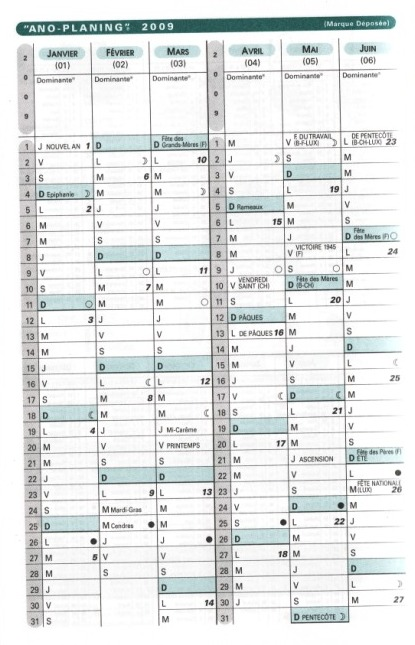 "ANO-PLANING" 2009 (Marque Déposée)
2009 JANVIER FÉVRIER MARS 2009 AVRIL MAI JUIN
(01) (02) (03) (04) (05) (06)
Dominante* Dominante* Dominante* Dominante* Dominante* Dominante*
1 J NOUVEL AN 1 D D Fête des Grands-Mères (F) 1 M V E DU TRAVAIL (B-F-LUX) L DE PENTECÔTE (B-CH-LUX) 23
2 V L L 10 2 J S M
3 S M 6 M 3 V D M
4 D Epiphanie M M 4 S L 19 J
5 L 2 J J 5 D Rameaux M V
6 M V V 6 L 15 M S
7 M S S 7 M J D Fête des Mères (F)
8 J D D 8 M V VICTOIRE 1945 (F) L 24
9 V L L 11 9 J S M
10 S M 7 M 10 V VENDREDI SAINT (CH) D Fête des Mères (B-CH) M
11 D M M 11 S L 20 J
12 L 3 J J 12 D PÂQUES M V
13 M V V 13 L DE PÂQUES 16 M S
14 M S S 14 M J D
15 J D D 15 M V L
16 V L L 12 16 J S M 25
17 S M 8 M 17 V D M
18 D M M 18 S L 21 J
19 L 4 J J Mi-Carême 19 D M V
20 M V V PRINTEMPS 20 L 17 M S
21 M S S 21 M J ASCENSION D Fête des Pères (F) ÉTÉ
22 J D D 22 M V L
23 V L 9 L 13 23 J S M FÊTE NATIONALE (LUX) 26
24 S M Mardi-Gras M 24 V D M
25 D M Cendres M 25 S L 22 J
26 L J J 26 D M V
27 M 5 V V 27 L 18 M S
28 M S S 28 M J D
29 J D 29 M V L
30 V L 14 30 J S M 27
31 S M 31 D PENTECÔTE